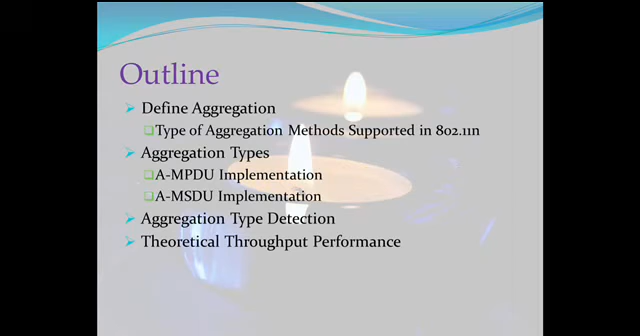 Outline
Define Aggregation
Type of Aggregation Methods Supported in 802.11n
Aggregation Types
A-MPDU Implementation
A-MSDU Implementation
Aggregation Type Detection
Theoretical Throughput Performance